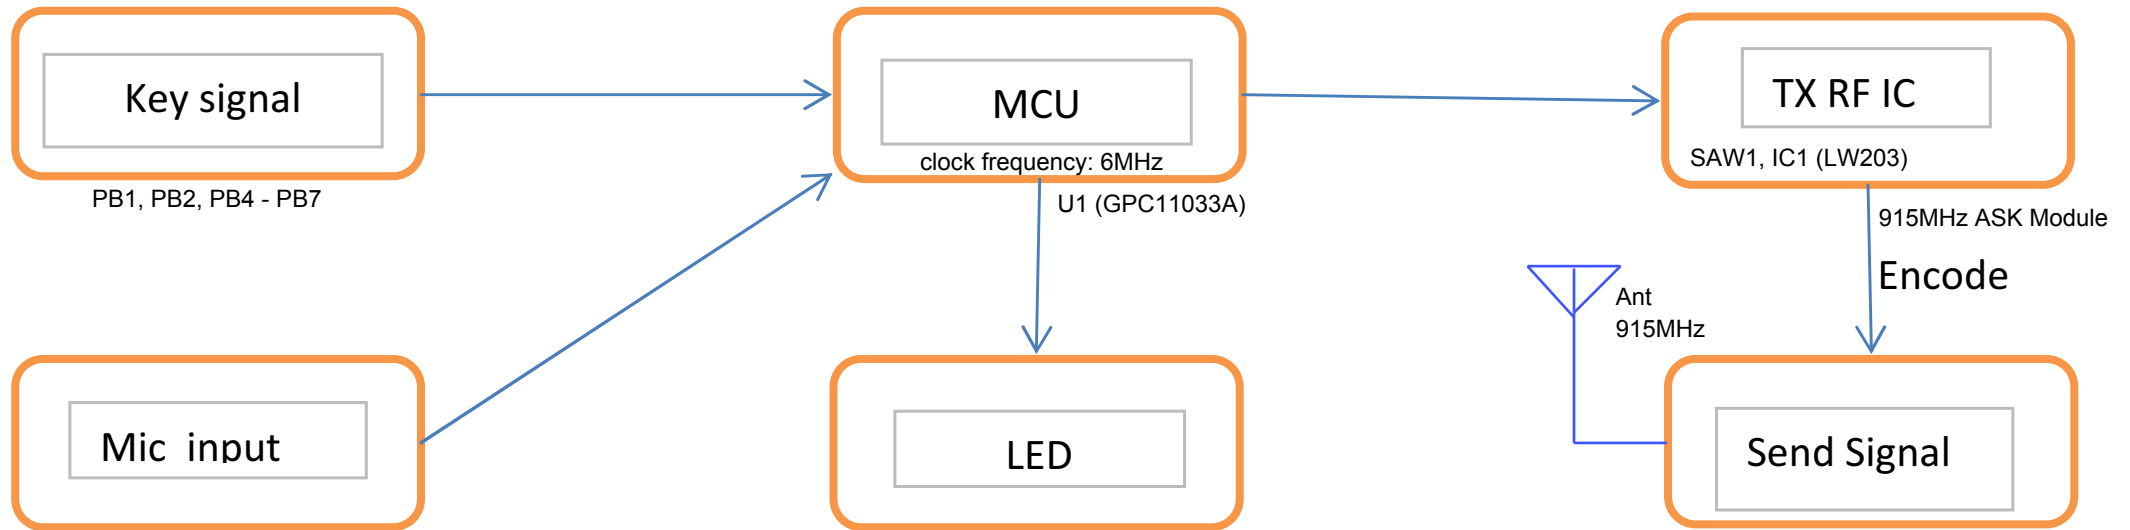 Key signal
PB1, PB2, PB4 - PB7
MCU
clock frequency: 6MHz
U1 (GPC11033A)
TX RF IC
SAW1, IC1 (LW203)
915MHz ASK Module
Encode
Ant
915MHz
Mic  input
LED
Send Signal